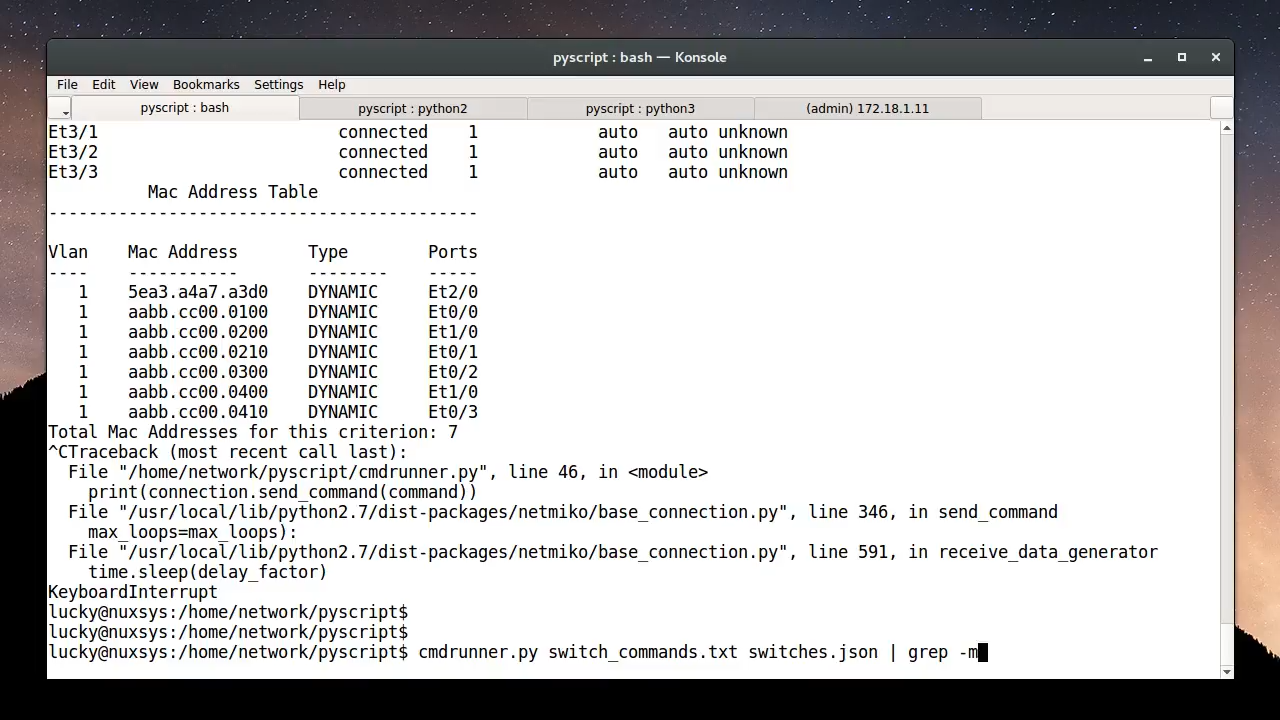 pyscript : bash — Konsole
File Edit View Bookmarks Settings Help
pyscript : bash pyscript : python2 pyscript : python3 (admin) 172.18.1.11
Et3/1 connected 1 auto auto unknown
Et3/2 connected 1 auto auto unknown
Et3/3 connected 1 auto auto unknown
Mac Address Table
-------------------------------------------
Vlan Mac Address Type Ports
---- ----------- -------- -----
1 5ea3.a4a7.a3d0 DYNAMIC Et2/0
1 aabb.cc00.0100 DYNAMIC Et0/0
1 aabb.cc00.0200 DYNAMIC Et1/0
1 aabb.cc00.0210 DYNAMIC Et0/1
1 aabb.cc00.0300 DYNAMIC Et0/2
1 aabb.cc00.0400 DYNAMIC Et1/0
1 aabb.cc00.0410 DYNAMIC Et0/3
Total Mac Addresses for this criterion: 7
^CTraceback (most recent call last):
File "/home/network/pyscript/cmdrunner.py", line 46, in <module>
print(connection.send_command(command))
File "/usr/local/lib/python2.7/dist-packages/netmiko/base_connection.py", line 346, in send_command
max_loops=max_loops):
File "/usr/local/lib/python2.7/dist-packages/netmiko/base_connection.py", line 591, in receive_data_generator
time.sleep(delay_factor)
KeyboardInterrupt
lucky@nuxsys:/home/network/pyscript$
lucky@nuxsys:/home/network/pyscript$
lucky@nuxsys:/home/network/pyscript$ cmdrunner.py switch_commands.txt switches.json | grep -m